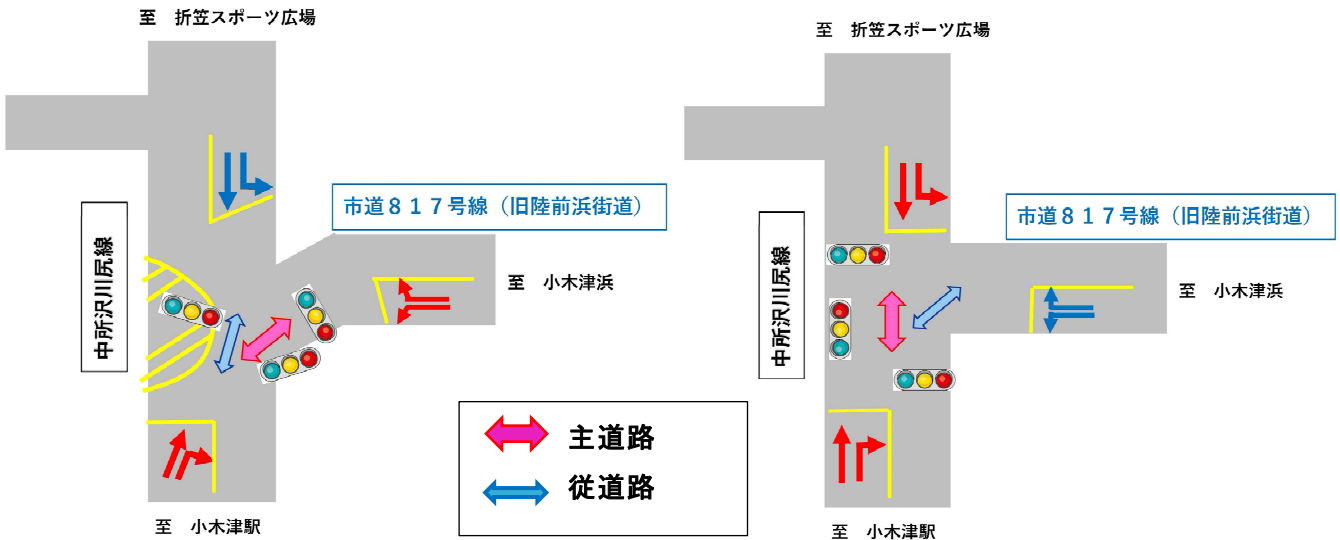 至　折笠スポーツ広場
市道８１７号線（旧陸前浜街道）
中所沢川尻線
至　小木津浜
至　小木津駅
主道路
従道路
至　折笠スポーツ広場
市道817号線（旧陸前浜街道）
中所沢川尻線
至　小木津浜
至　小木津駅